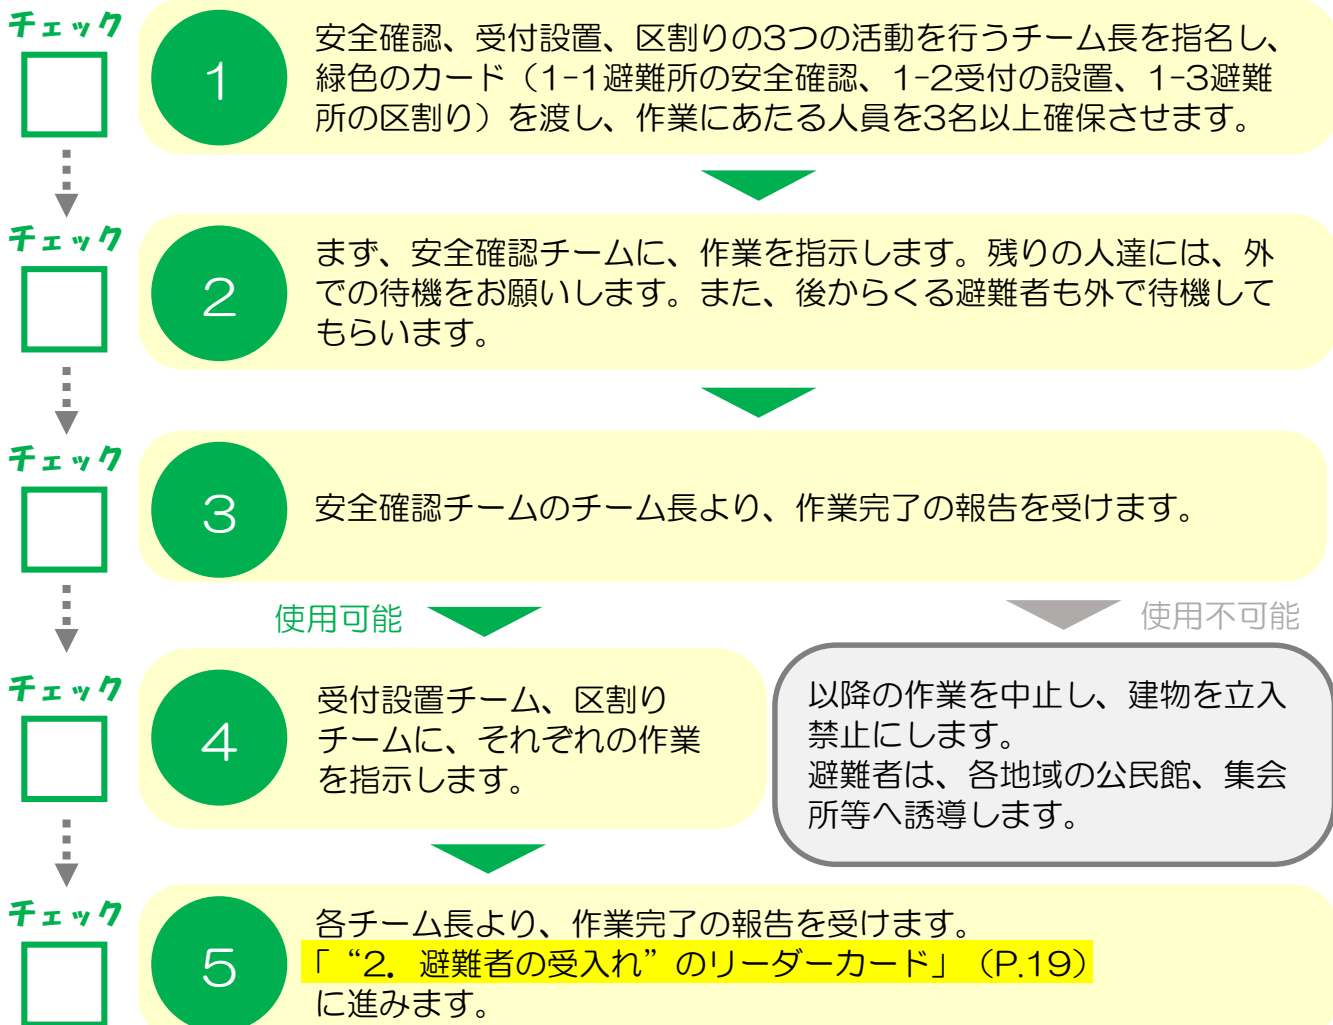 チェック
1
安全確認、受付設置、区割りの3つの活動を行うチーム長を指名し、
緑色のカード（1-1避難所の安全確認、1-2受付の設置、1-3避難
所の区割り）を渡し、作業にあたる人員を3名以上確保させます。
チェック
2
まず、安全確認チームに、作業を指示します。残りの人達には、外
での待機をお願いします。また、後からくる避難者も外で待機して
もらいます。
チェック
3
安全確認チームのチーム長より、作業完了の報告を受けます。
使用可能
使用不可能
チェック
4
受付設置チーム、区割り
チームに、それぞれの作業
を指示します。
以降の作業を中止し、建物を立入
禁止にします。
避難者は、各地域の公民館、集会
所等へ誘導します。
チェック
5
各チーム長より、作業完了の報告を受けます。
「“2．避難者の受入れ”のリーダーカード」（P.19）
に進みます。